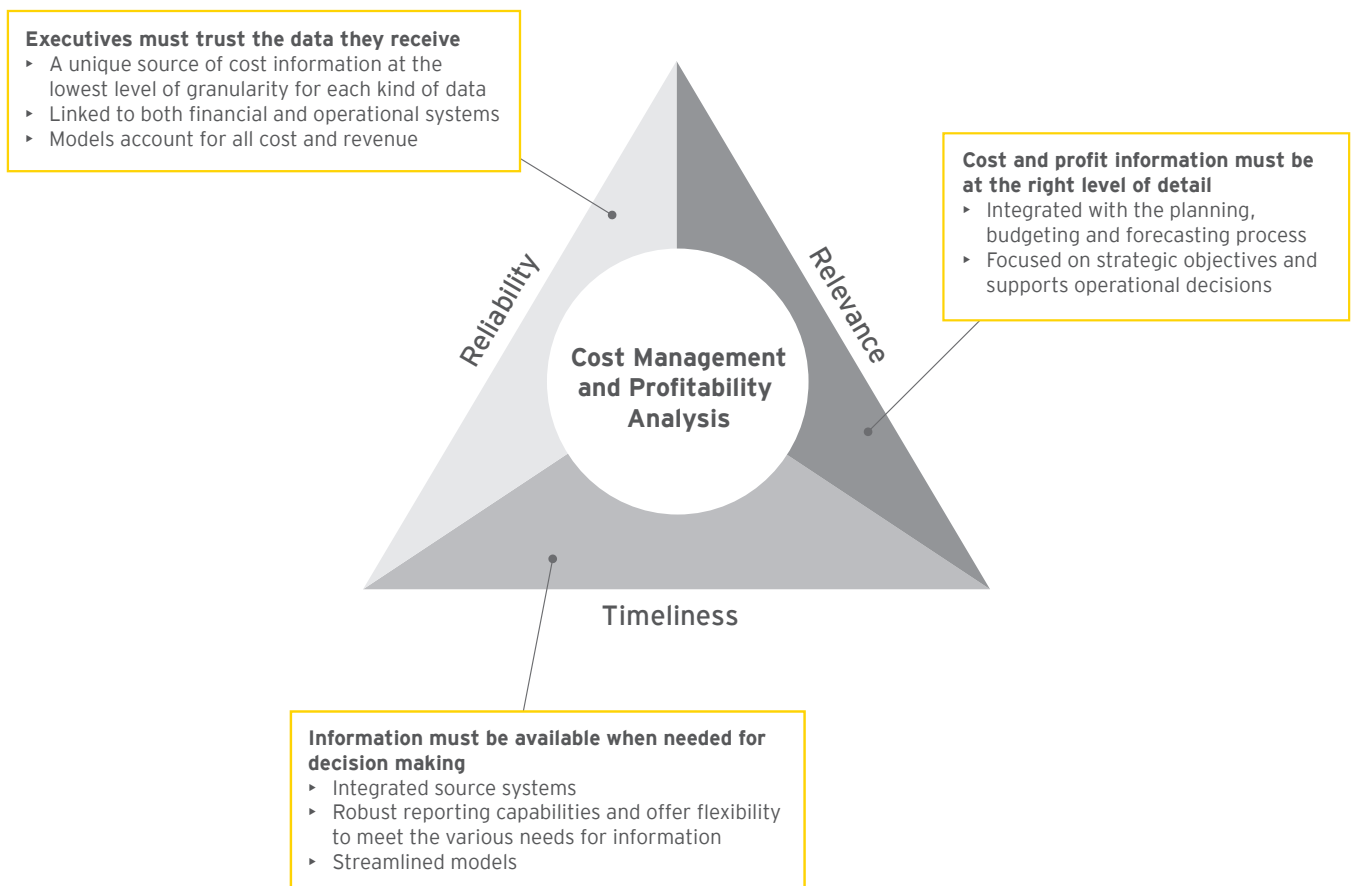 Executives must trust the data they receive
‣ A unique source of cost information at the
lowest level of granularity for each kind of data
‣ Linked to both financial and operational systems
‣ Models account for all cost and revenue
Cost and profit information must be
at the right level of detail
‣ Integrated with the planning,
budgeting and forecasting process
‣ Focused on strategic objectives and
supports operational decisions
Reliability
Relevance
Cost Management
and Profitability
Analysis
Timeliness
Information must be available when needed for
decision making
‣ Integrated source systems
‣ Robust reporting capabilities and offer flexibility
to meet the various needs for information
‣ Streamlined models